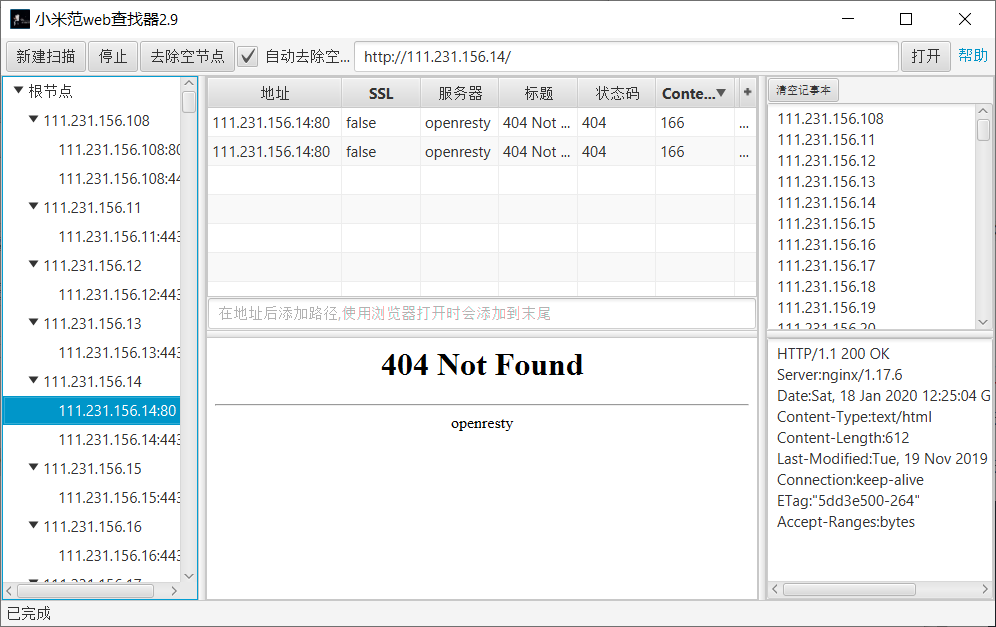 小米范web查找器2.9
新建扫描 停止 去除空节点 自动去除空... http://111.231.156.14/ 打开 帮助
根节点
111.231.156.108
111.231.156.108:80
111.231.156.108:44
111.231.156.11
111.231.156.11:443
111.231.156.12
111.231.156.12:443
111.231.156.13
111.231.156.13:443
111.231.156.14
111.231.156.14:80
111.231.156.14:443
111.231.156.15
111.231.156.15:443
111.231.156.16
111.231.156.16:443
111.231.156.17
地址 SSL 服务器 标题 状态码 Conte... +
111.231.156.14:80 false openresty 404 Not ... 404 166 ...
111.231.156.14:80 false openresty 404 Not ... 404 166 ...
在地址后添加路径,使用浏览器打开时会添加到末尾
404 Not Found
openresty
清空记事本
111.231.156.108
111.231.156.11
111.231.156.12
111.231.156.13
111.231.156.14
111.231.156.15
111.231.156.16
111.231.156.17
111.231.156.18
111.231.156.19
111.231.156.20
HTTP/1.1 200 OK
Server:nginx/1.17.6
Date:Sat, 18 Jan 2020 12:25:04 G
Content-Type:text/html
Content-Length:612
Last-Modified:Tue, 19 Nov 2019
Connection:keep-alive
ETag:"5dd3e500-264"
Accept-Ranges:bytes
已完成